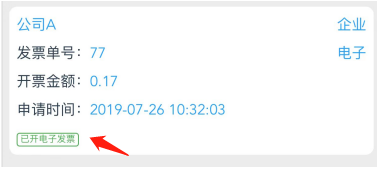 公司A 企业
发票单号：77 电子
开票金额：0.17
申请时间：2019-07-26 10:32:03
已开电子发票